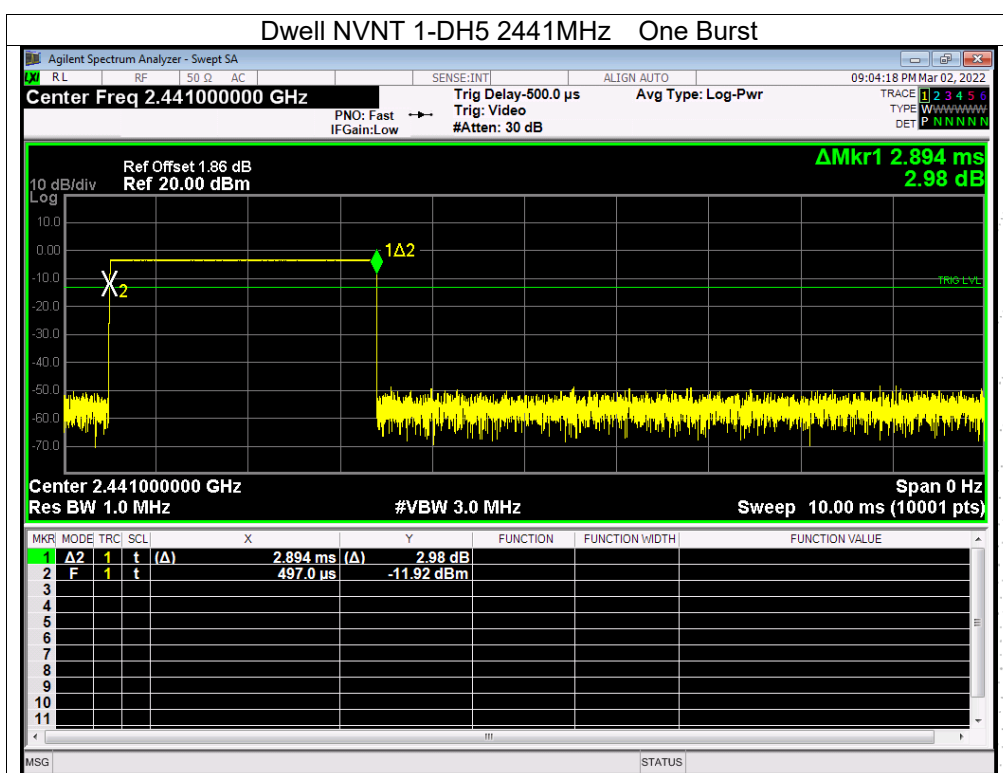 Dwell NVNT 1-DH5 2441MHz One Burst
Agilent Spectrum Analyzer - Swept SA
LXI RL RF 50 Ω AC SENSE:INT ALIGN AUTO 09:04:18 PM Mar 02, 2022
Center Freq 2.441000000 GHz Trig Delay-500.0 µs Avg Type: Log-Pwr TRACE 1 2 3 4 5 6
PNO: Fast Trig: Video TYPE WWWWWW
IFGain:Low #Atten: 30 dB DET P N N N N N
ΔMkr1 2.894 ms
2.98 dB
Ref Offset 1.86 dB
10 dB/div Ref 20.00 dBm
Log
10.0
0.00
1Δ2
-10.0
TRIG LVL
2
-20.0
-30.0
-40.0
-50.0
-60.0
-70.0
Center 2.441000000 GHz Span 0 Hz
Res BW 1.0 MHz #VBW 3.0 MHz Sweep 10.00 ms (10001 pts)
MKR MODE TRC SCL X Y FUNCTION FUNCTION WIDTH FUNCTION VALUE
1 Δ2 1 t (Δ) 2.894 ms (Δ) 2.98 dB
2 F 1 t 497.0 µs -11.92 dBm
3
4
5
6
7
8
9
10
11
MSG STATUS